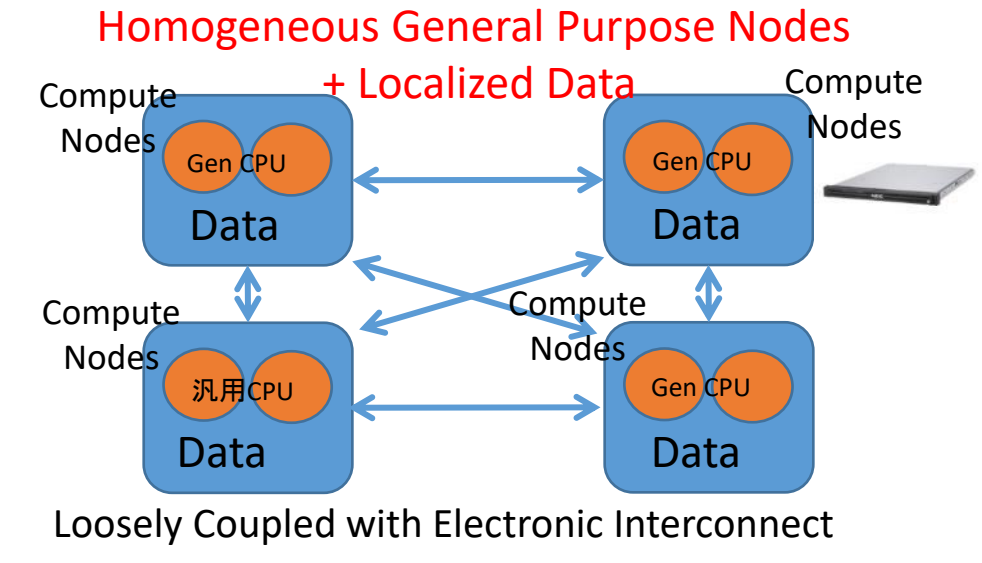 Homogeneous General Purpose Nodes
+ Localized Data
Compute
Nodes
Gen CPU
Data
Compute
Nodes
Gen CPU
Data
Compute
Nodes
汎用CPU
Data
Compute
Nodes
Gen CPU
Data
Loosely Coupled with Electronic Interconnect